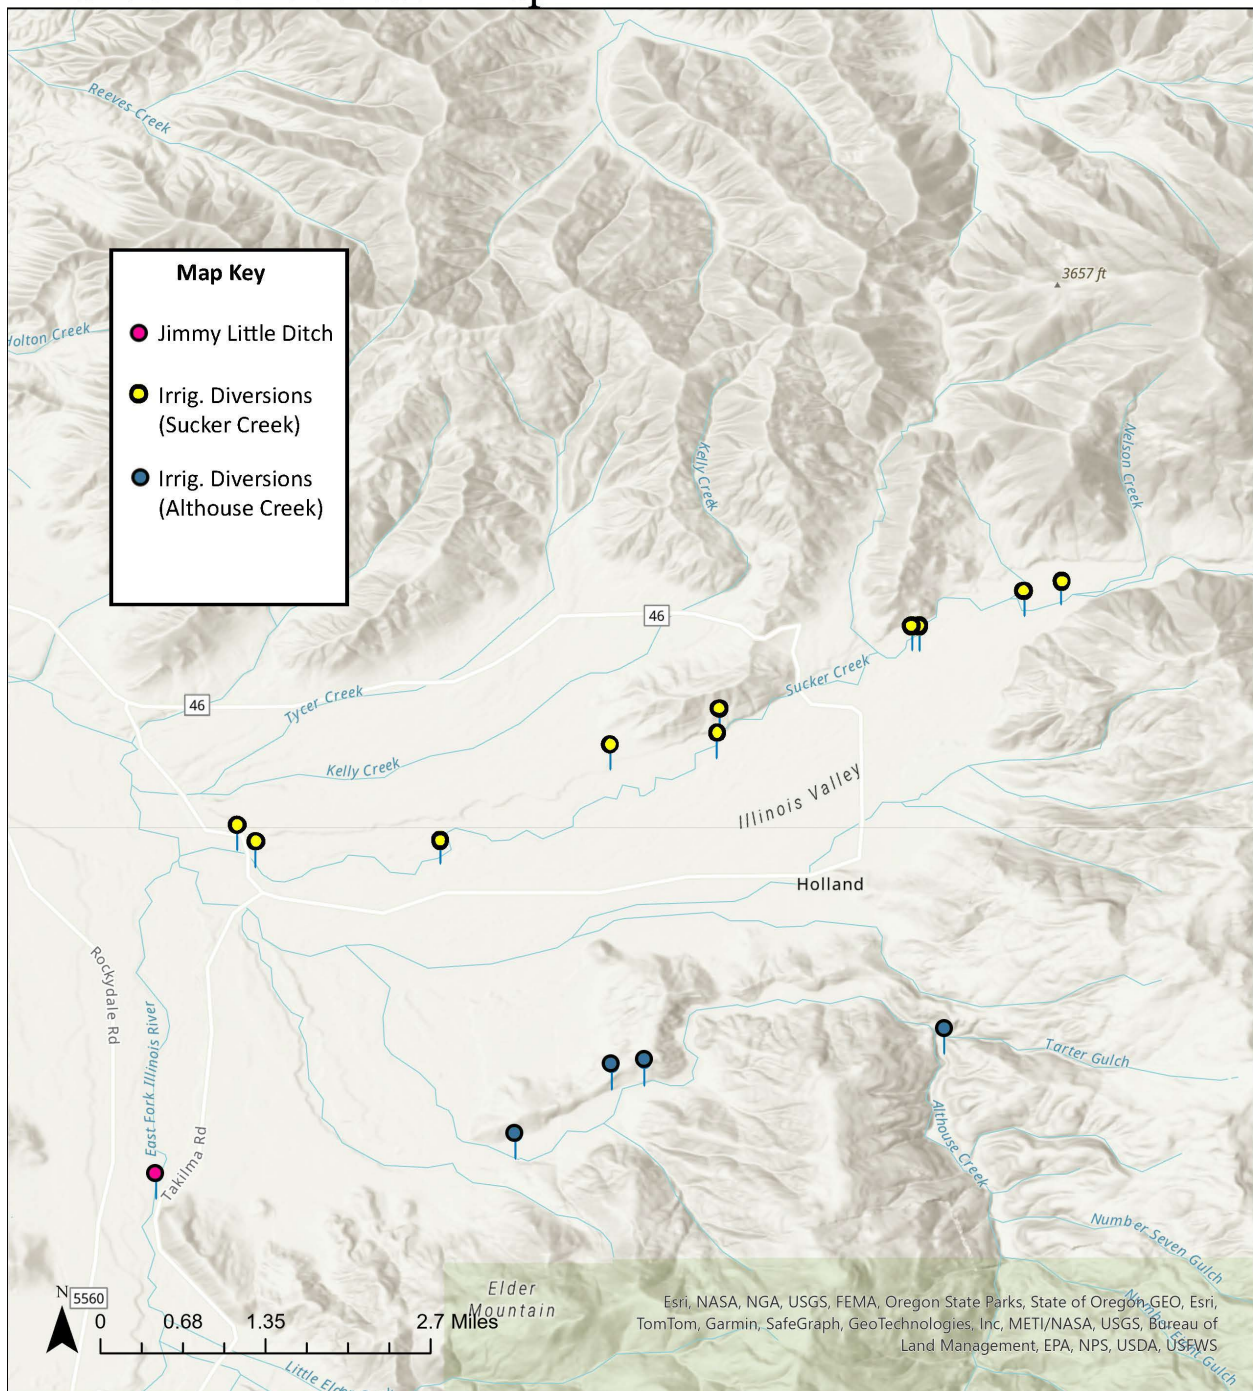 Reeves Creek
3657 ft
Map Key
Jimmy Little Ditch
Irrig. Diversions
(Sucker Creek)
Irrig. Diversions
(Althouse Creek)
Holton Creek
Kelly Creek
Nelson Creek
46
46
Sucker Creek
Tycer Creek
Kelly Creek
Illinois Valley
Holland
Rockydale Rd
East Fork Illinois River
Takilma Rd
Tarter Gulch
Althouse Creek
Number Seven Gulch
Number Eight Gulch
Elder
Mountain
N
5560
0 0.68 1.35 2.7 Miles
Esri, NASA, NGA, USGS, FEMA, Oregon State Parks, State of Oregon GEO, Esri,
TomTom, Garmin, SafeGraph, GeoTechnologies, Inc, METI/NASA, USGS, Bureau of
Land Management, EPA, NPS, USDA, USFWS
Little